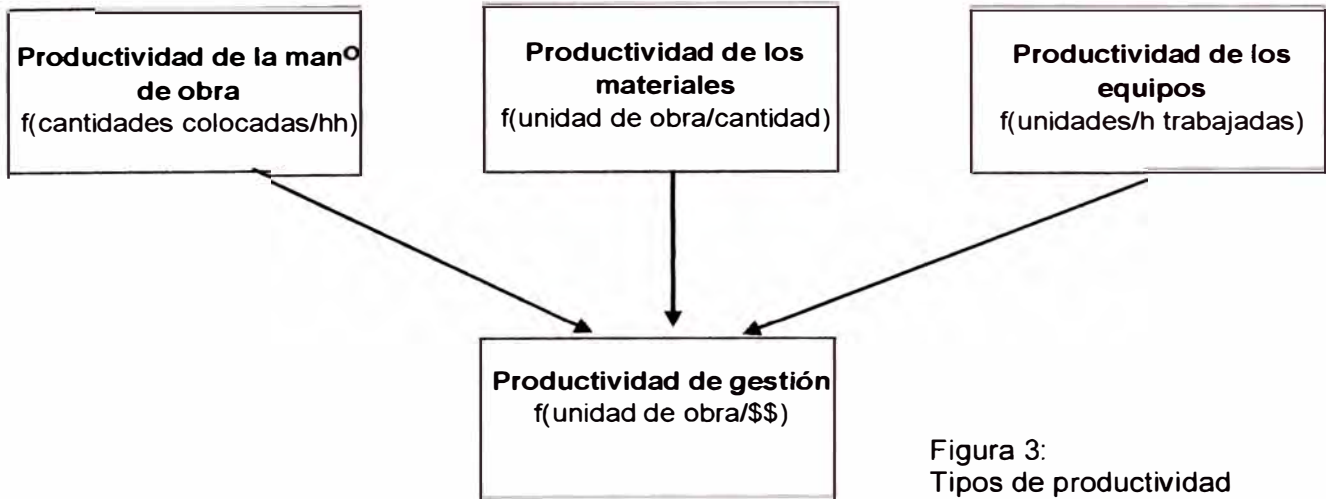 Productividad de la mano
de obra
f(cantidades colocadas/hh)
Productividad de los
materiales
f(unidad de obra/cantidad)
Productividad de los
equipos
f(unidades/h trabajadas)
Productividad de gestión
f(unidad de obra/$$)
Figura 3:
Tipos de productividad